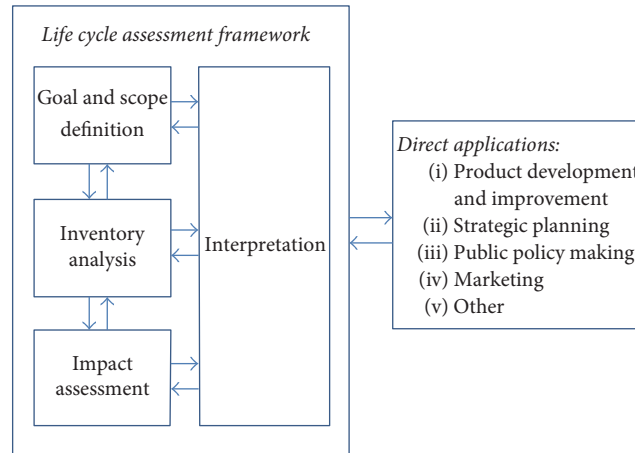 Life cycle assessment framework
Goal and scope
definition
Inventory
analysis
Impact
assessment
Interpretation
Direct applications:
(i) Product development
and improvement
(ii) Strategic planning
(iii) Public policy making
(iv) Marketing
(v) Other